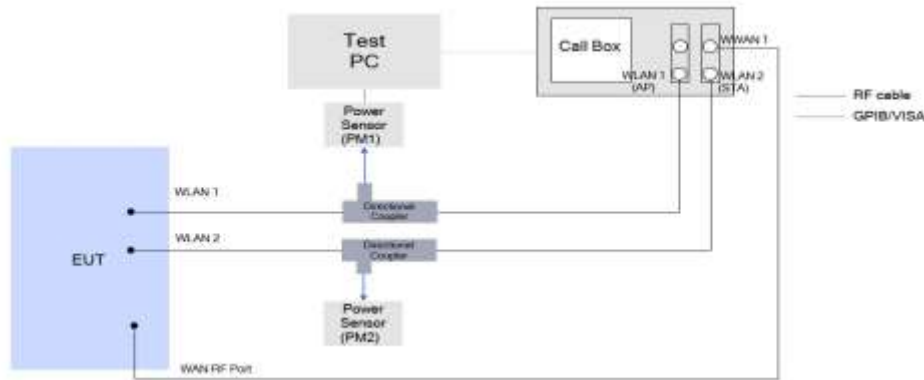 Test
PC
Call Box
WWAN 1
WLAN 1
(AP)
WLAN 2
(STA)
RF cable
GPIB/VISA
Power
Sensor
(PM1)
WLAN 1
Directional
Coupler
WLAN 2
Directional
Coupler
EUT
Power
Sensor
(PM2)
WAN RF Port